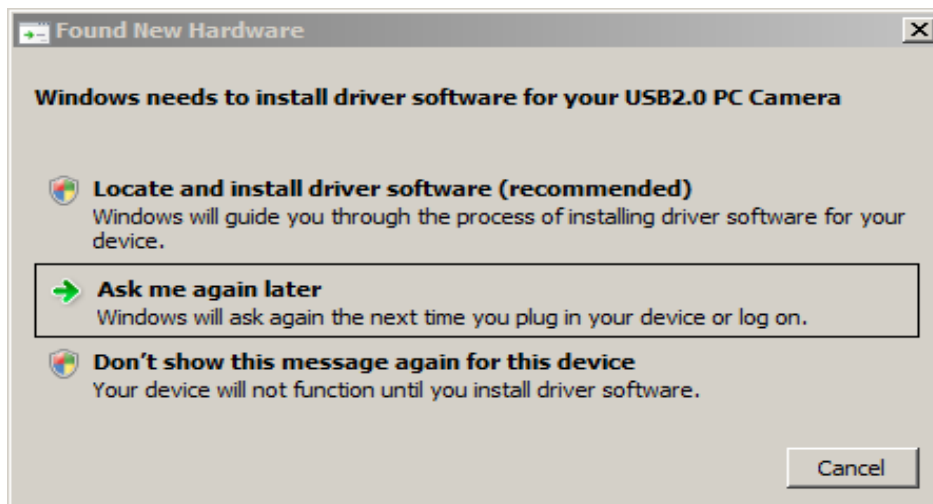 Found New Hardware
Windows needs to install driver software for your USB2.0 PC Camera
Locate and install driver software (recommended)
Windows will guide you through the process of installing driver software for your
device.
Ask me again later
Windows will ask again the next time you plug in your device or log on.
Don't show this message again for this device
Your device will not function until you install driver software.
Cancel